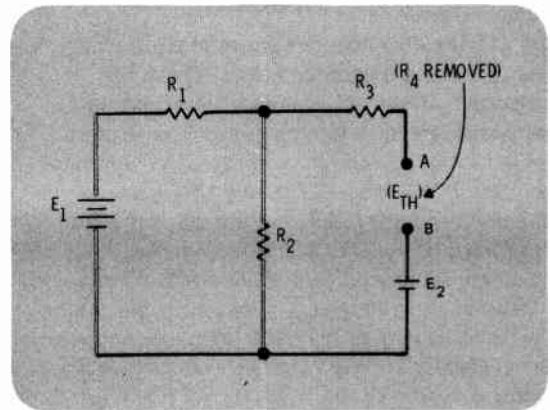 (R4 REMOVED)
R1
R3
A
E1
(ETH)
R2
B
E2